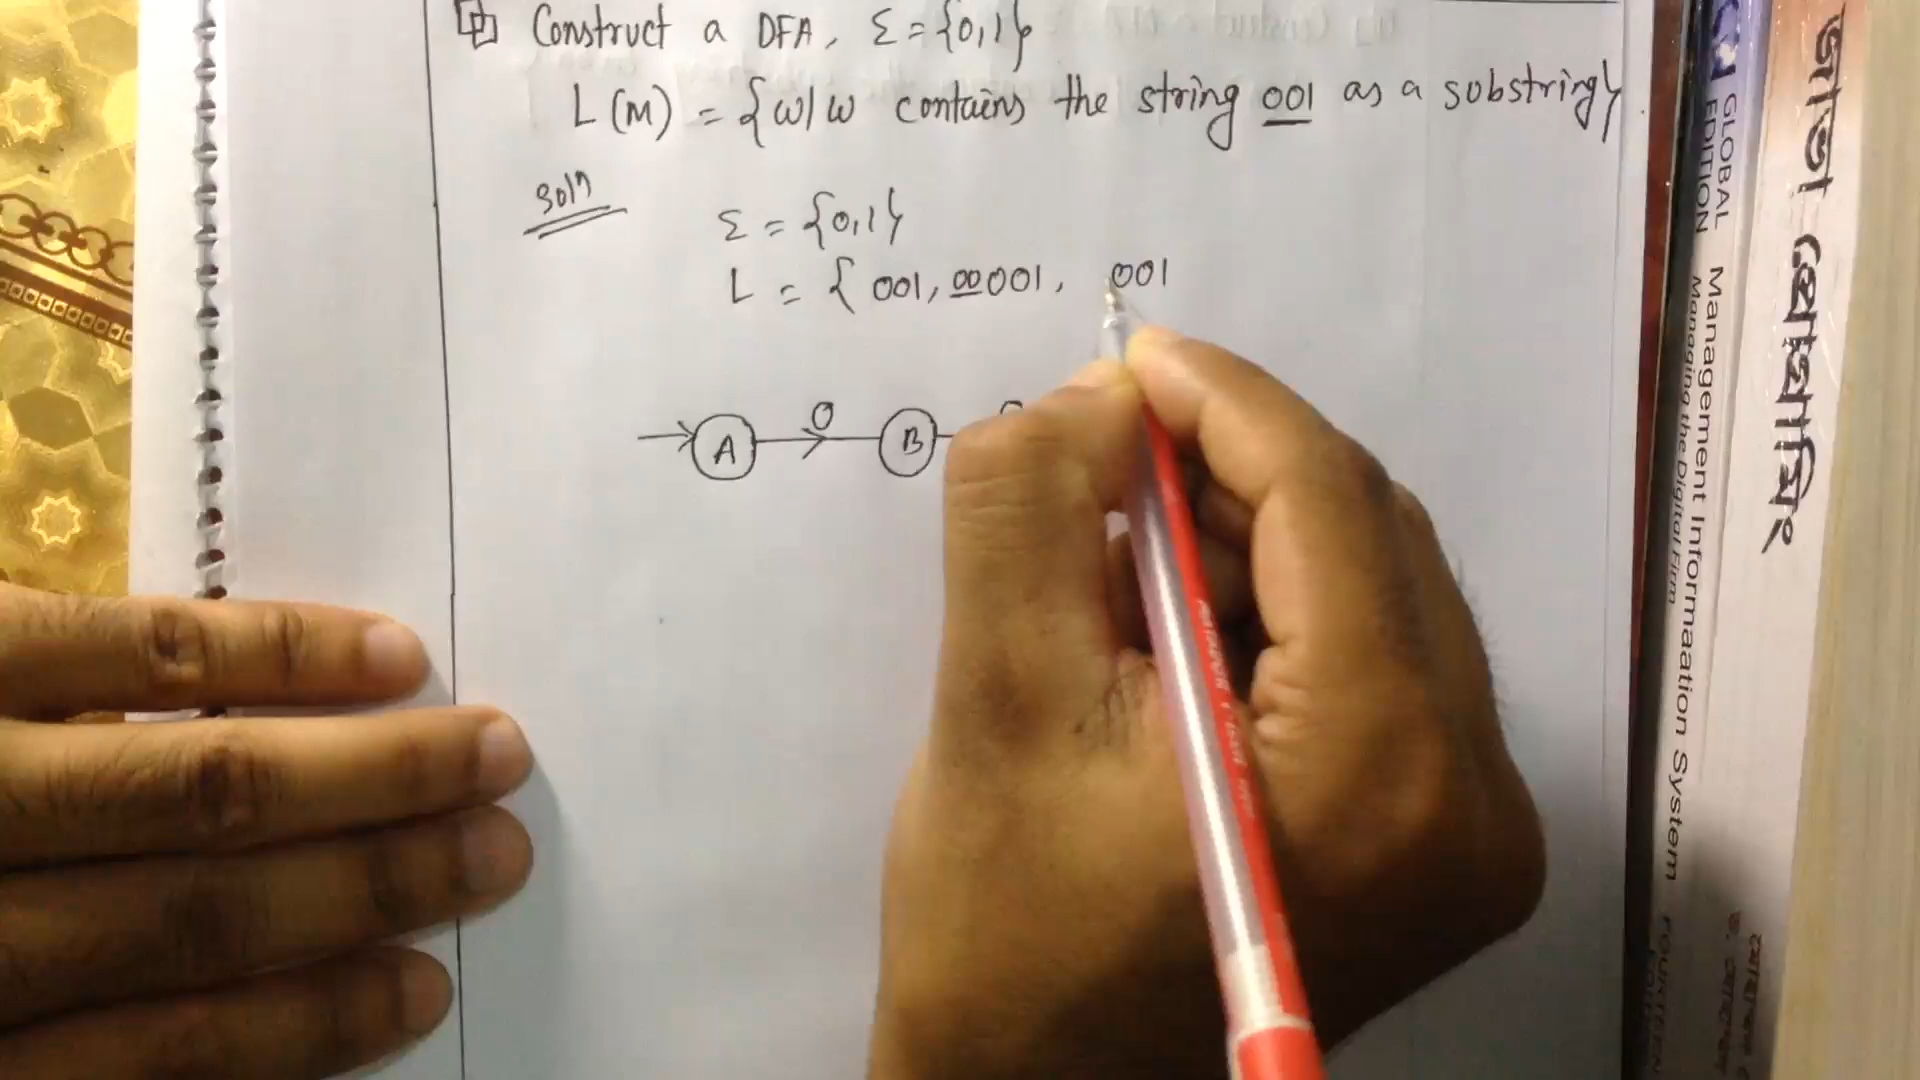 Construct a DFA, Σ = {0,1}
L(M) = {w/w contains the string 001 as a substring}
Soln
Σ = {0,1}
L = { 001, 00001, 001
0
A B
GLOBAL EDITION
Management Information System
Managing the Digital Firm